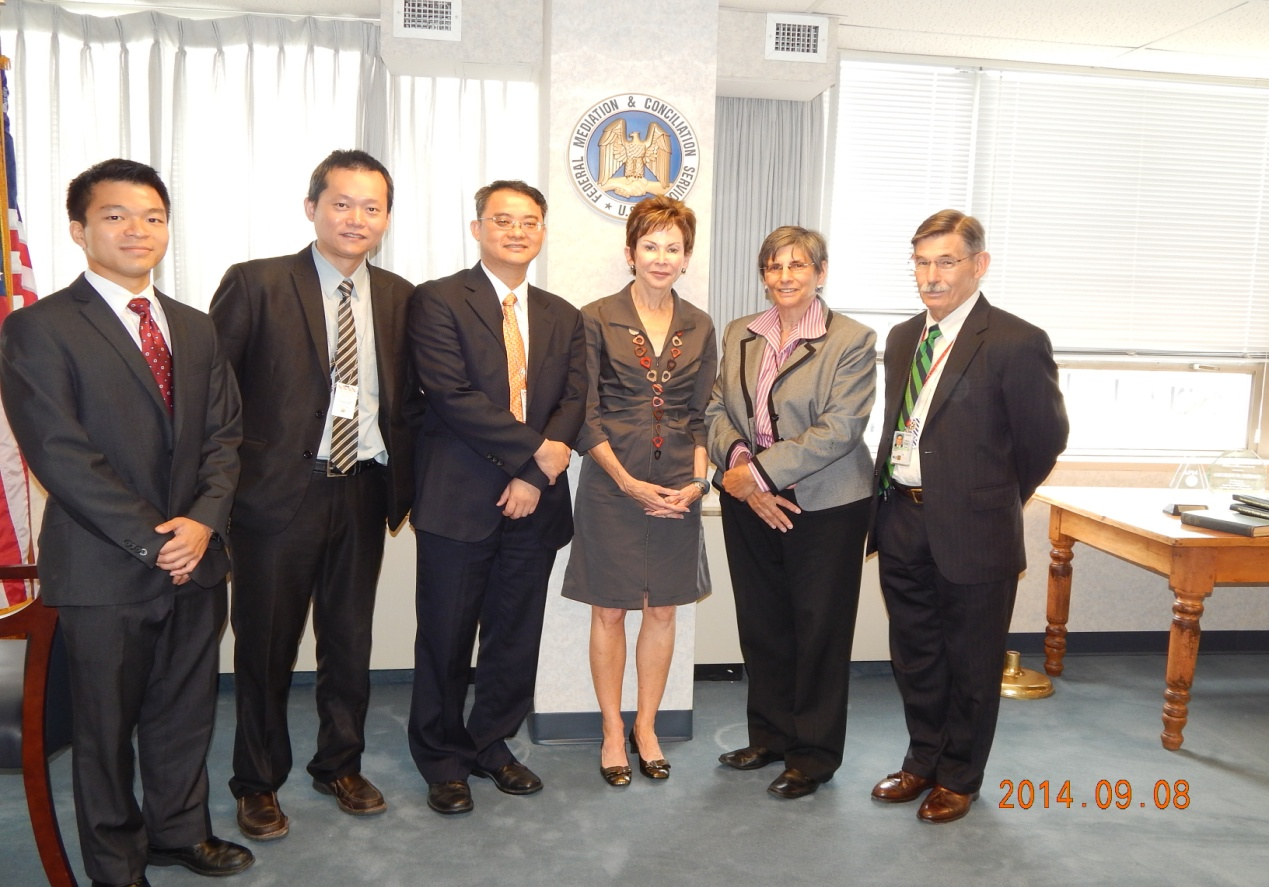 FEDERAL MEDIATION & CONCILIATION SERVICE
★ U.S.
2014.09.08